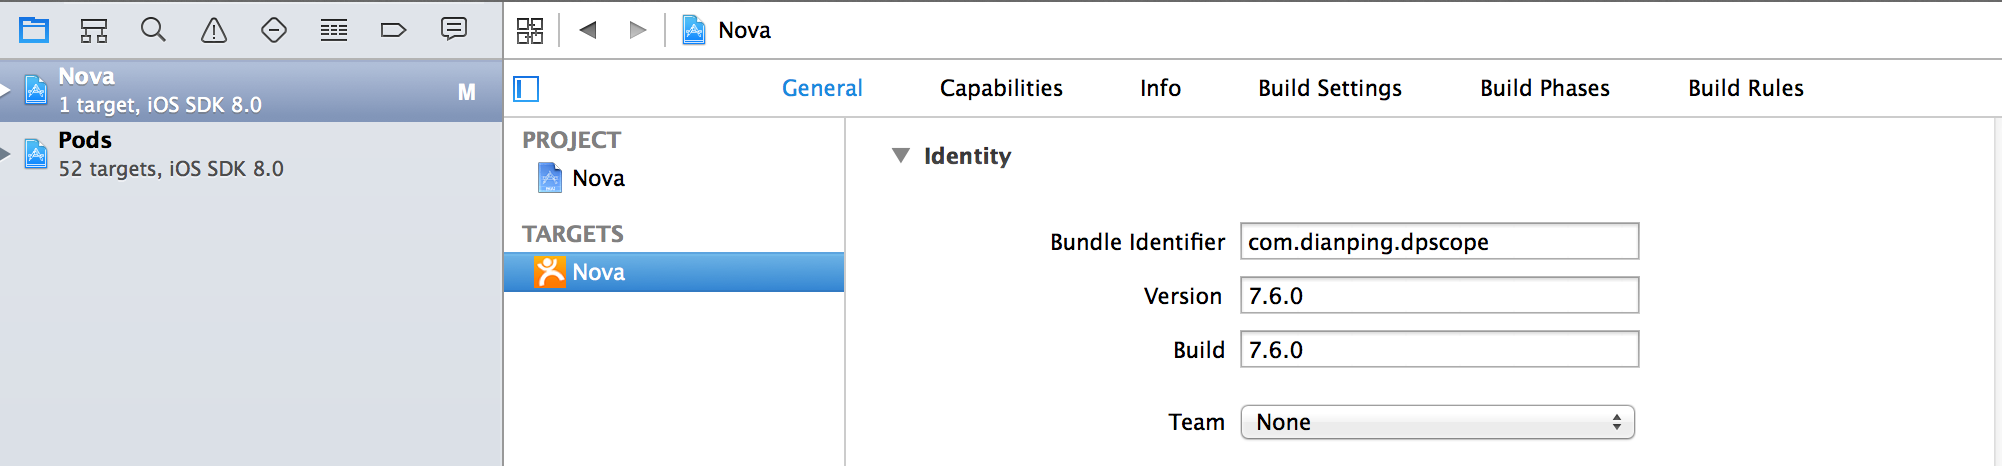 Nova
1 target, iOS SDK 8.0
M
Pods
52 targets, iOS SDK 8.0
Nova
General Capabilities Info Build Settings Build Phases Build Rules
PROJECT
Nova
TARGETS
Nova
Identity
Bundle Identifier com.dianping.dpscope
Version 7.6.0
Build 7.6.0
Team None